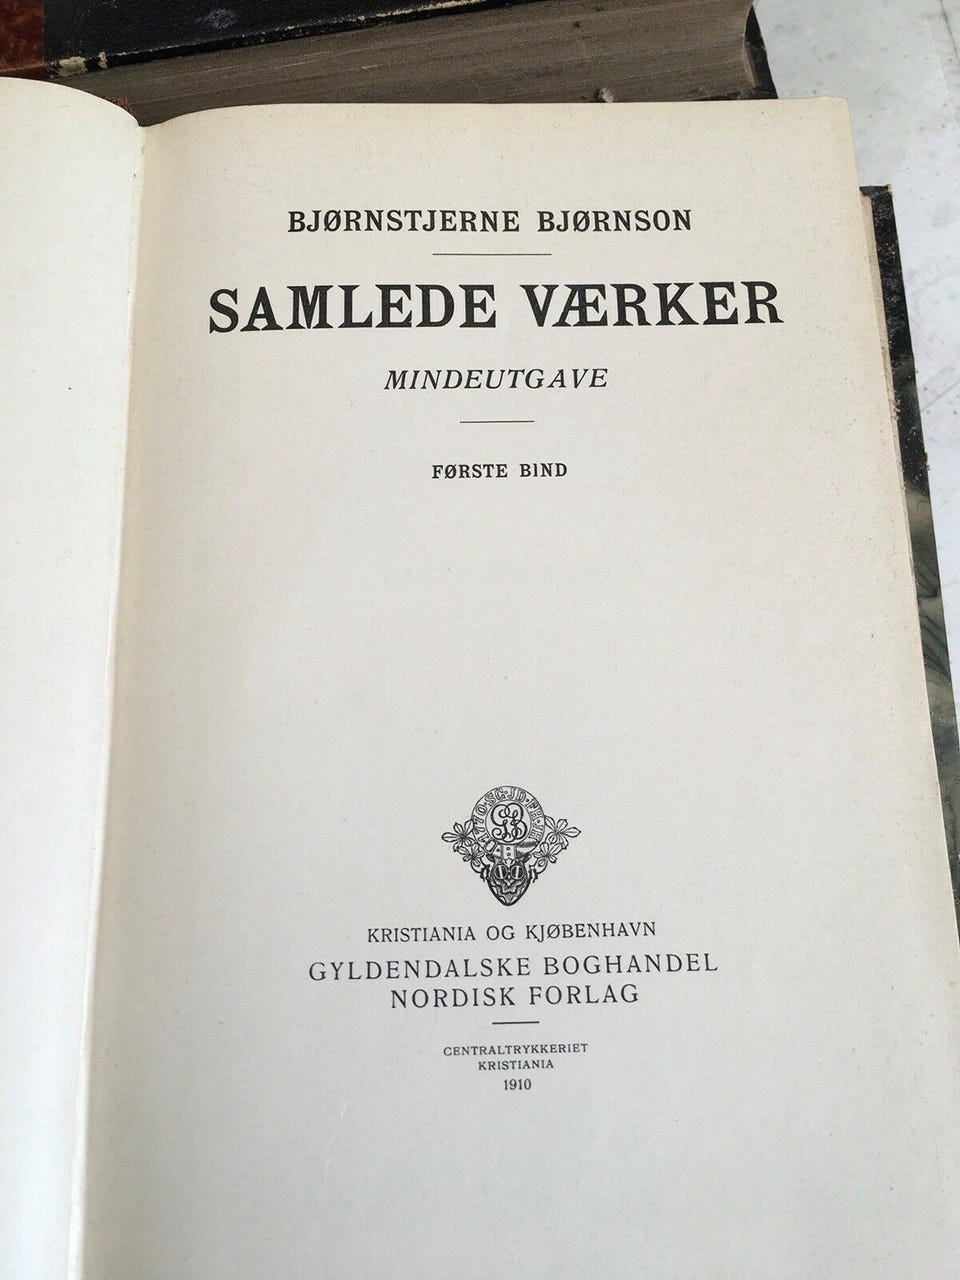 BJØRNSTJERNE BJØRNSON
SAMLEDE VÆRKER
MINDEUTGAVE
FØRSTE BIND
KRISTIANIA OG KJØBENHAVN
GYLDENDALSKE BOGHANDEL
NORDISK FORLAG
CENTRALTRYKKERIET
KRISTIANIA
1910